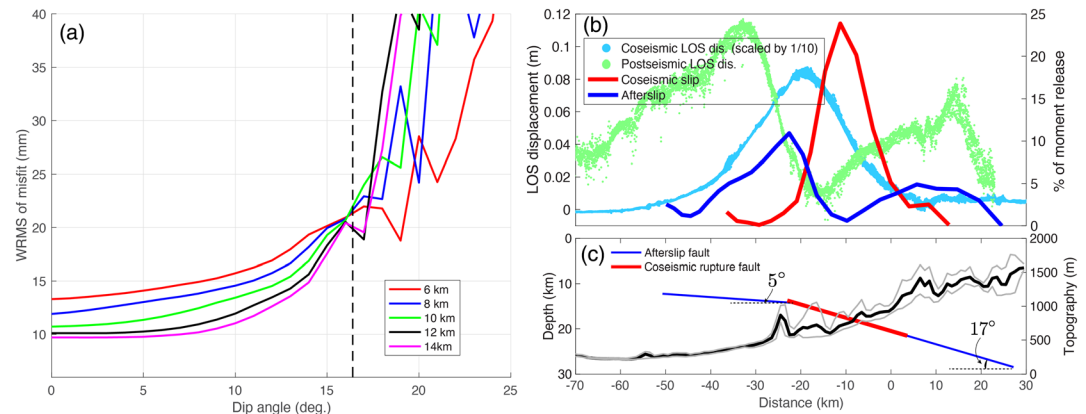 (a)
WRMS of misfit (mm)
40
35
30
25
20
15
10
0
5
10
15
20
25
Dip angle (deg.)
6 km
8 km
10 km
12 km
14km
(b)
LOS displacement (m)
0.12
0.1
0.08
0.06
0.04
0.02
0
Coseismic LOS dis. (scaled by 1/10)
Postseismic LOS dis.
Coseismic slip
Afterslip
25
20
15
10
5
0
% of moment release
(c)
Depth (km)
0
10
20
30
Afterslip fault
Coseismic rupture fault
5°
17°
2000
1500
1000
500
0
Topography (m)
-70
-60
-50
-40
-30
-20
-10
0
10
20
30
Distance (km)